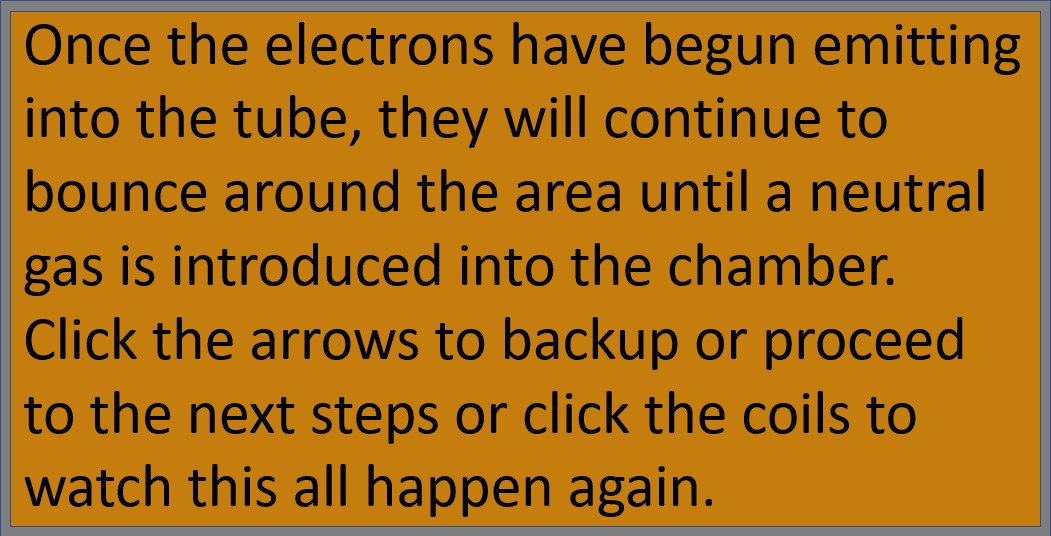 Once the electrons have begun emitting
into the tube, they will continue to
bounce around the area until a neutral
gas is introduced into the chamber.
Click the arrows to backup or proceed
to the next steps or click the coils to
watch this all happen again.